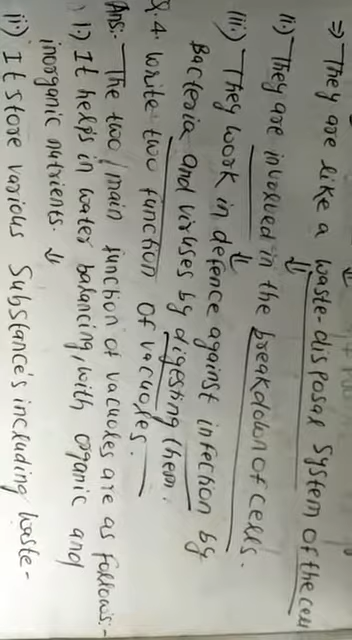 ⇒ They are like a waste-disposal system of the cell
ii.) They are involved in the breakdown of cells.
iii.) They work in defence against infection by
Bacteria and viruses by digesting them.
Q.4. Write two function of vacuoles.
Ans:- The two main function of vacuoles are as follows:-
i.) It helps in water balancing, with organic and
inorganic nutrients.
ii) It store various Substance's including waste-